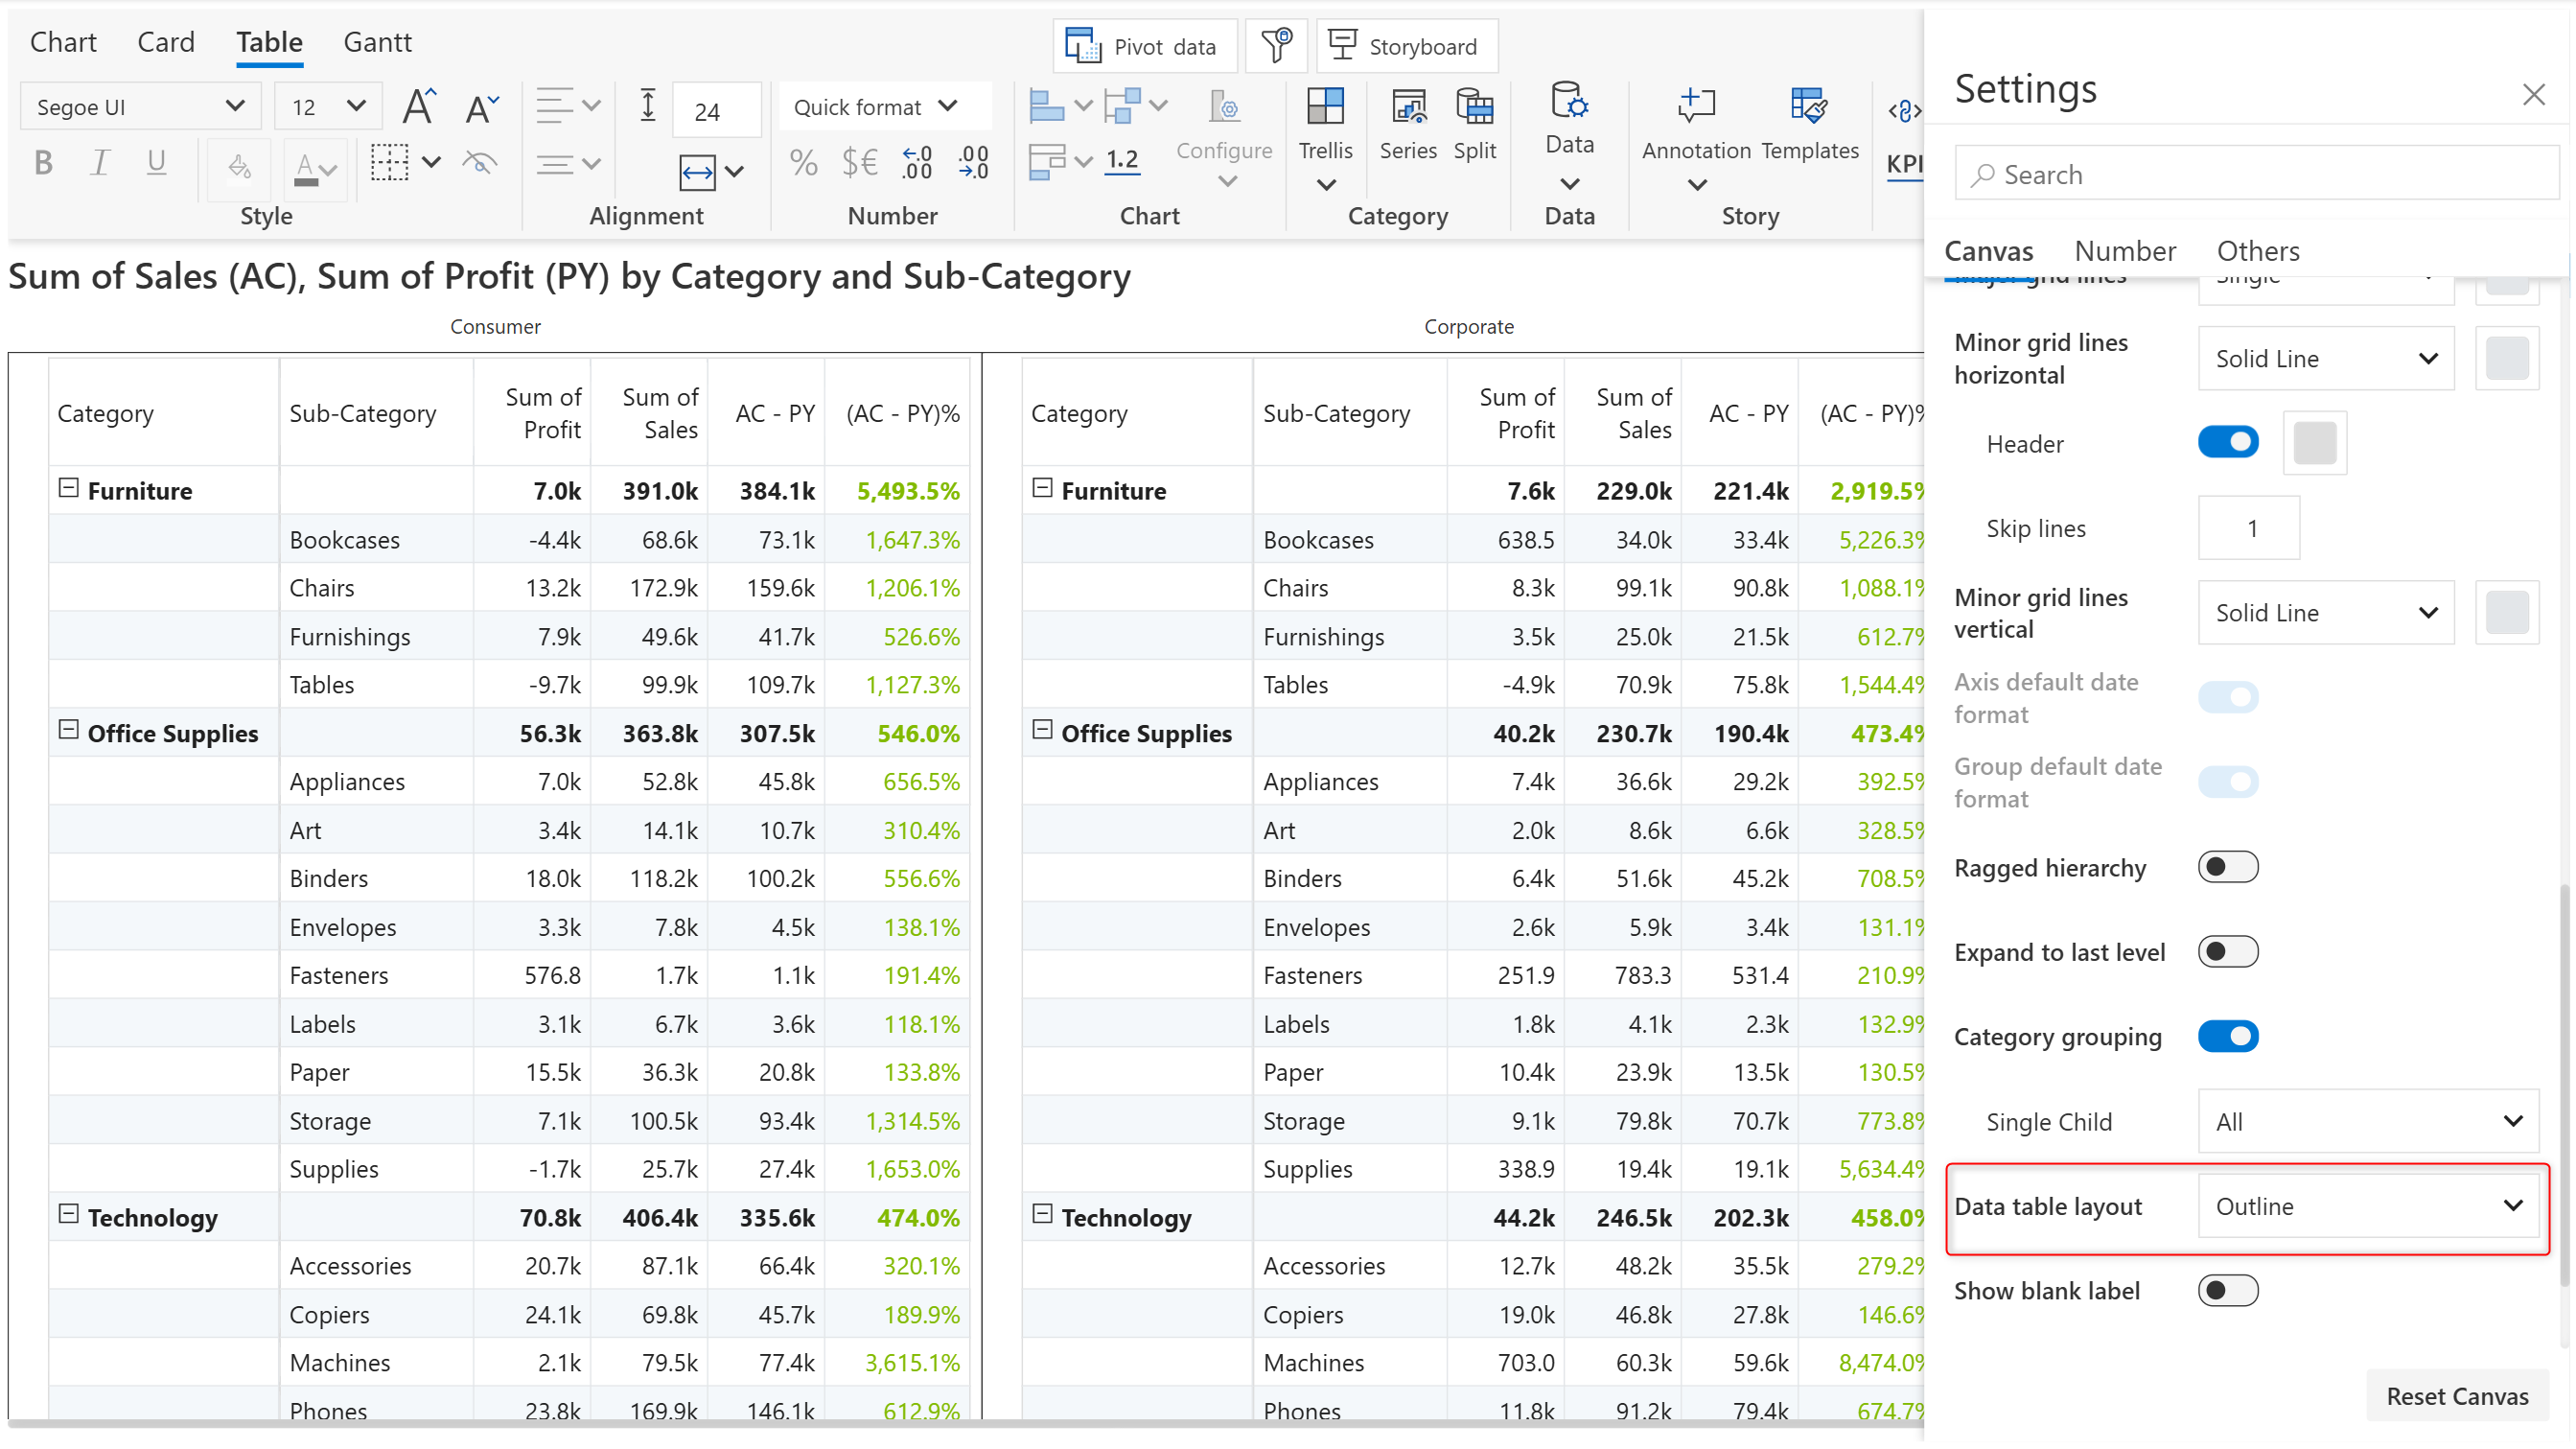 Chart Card Table Gantt
Pivot data Storyboard
Segoe UI 12 A A 24 Quick format 1.2 Configure Trellis Series Split Data Annotation Templates KPI
B I U A % $€ .0 .00 .00 .0
Style Alignment Number Chart Category Data Story
Sum of Sales (AC), Sum of Profit (PY) by Category and Sub-Category
Consumer
Category Sub-Category Sum of Profit Sum of Sales AC - PY (AC - PY)%
Furniture 7.0k 391.0k 384.1k 5,493.5%
Bookcases -4.4k 68.6k 73.1k 1,647.3%
Chairs 13.2k 172.9k 159.6k 1,206.1%
Furnishings 7.9k 49.6k 41.7k 526.6%
Tables -9.7k 99.9k 109.7k 1,127.3%
Office Supplies 56.3k 363.8k 307.5k 546.0%
Appliances 7.0k 52.8k 45.8k 656.5%
Art 3.4k 14.1k 10.7k 310.4%
Binders 18.0k 118.2k 100.2k 556.6%
Envelopes 3.3k 7.8k 4.5k 138.1%
Fasteners 576.8 1.7k 1.1k 191.4%
Labels 3.1k 6.7k 3.6k 118.1%
Paper 15.5k 36.3k 20.8k 133.8%
Storage 7.1k 100.5k 93.4k 1,314.5%
Supplies -1.7k 25.7k 27.4k 1,653.0%
Technology 70.8k 406.4k 335.6k 474.0%
Accessories 20.7k 87.1k 66.4k 320.1%
Copiers 24.1k 69.8k 45.7k 189.9%
Machines 2.1k 79.5k 77.4k 3,615.1%
Phones 23.8k 169.9k 146.1k 612.9%
Corporate
Category Sub-Category Sum of Profit Sum of Sales AC - PY (AC - PY)%
Furniture 7.6k 229.0k 221.4k 2,919.5%
Bookcases 638.5 34.0k 33.4k 5,226.3%
Chairs 8.3k 99.1k 90.8k 1,088.1%
Furnishings 3.5k 25.0k 21.5k 612.7%
Tables -4.9k 70.9k 75.8k 1,544.4%
Office Supplies 40.2k 230.7k 190.4k 473.4%
Appliances 7.4k 36.6k 29.2k 392.5%
Art 2.0k 8.6k 6.6k 328.5%
Binders 6.4k 51.6k 45.2k 708.5%
Envelopes 2.6k 5.9k 3.4k 131.1%
Fasteners 251.9 783.3 531.4 210.9%
Labels 1.8k 4.1k 2.3k 132.9%
Paper 10.4k 23.9k 13.5k 130.5%
Storage 9.1k 79.8k 70.7k 773.8%
Supplies 338.9 19.4k 19.1k 5,634.4%
Technology 44.2k 246.5k 202.3k 458.0%
Accessories 12.7k 48.2k 35.5k 279.2%
Copiers 19.0k 46.8k 27.8k 146.6%
Machines 703.0 60.3k 59.6k 8,474.0%
Phones 11.8k 91.2k 79.4k 674.7%
Settings
Search
Canvas Number Others
Major grid lines Single
Minor grid lines
horizontal Solid Line
Header
Skip lines 1
Minor grid lines
vertical Solid Line
Axis default date
format
Group default date
format
Ragged hierarchy
Expand to last level
Category grouping
Single Child All
Data table layout Outline
Show blank label
Reset Canvas